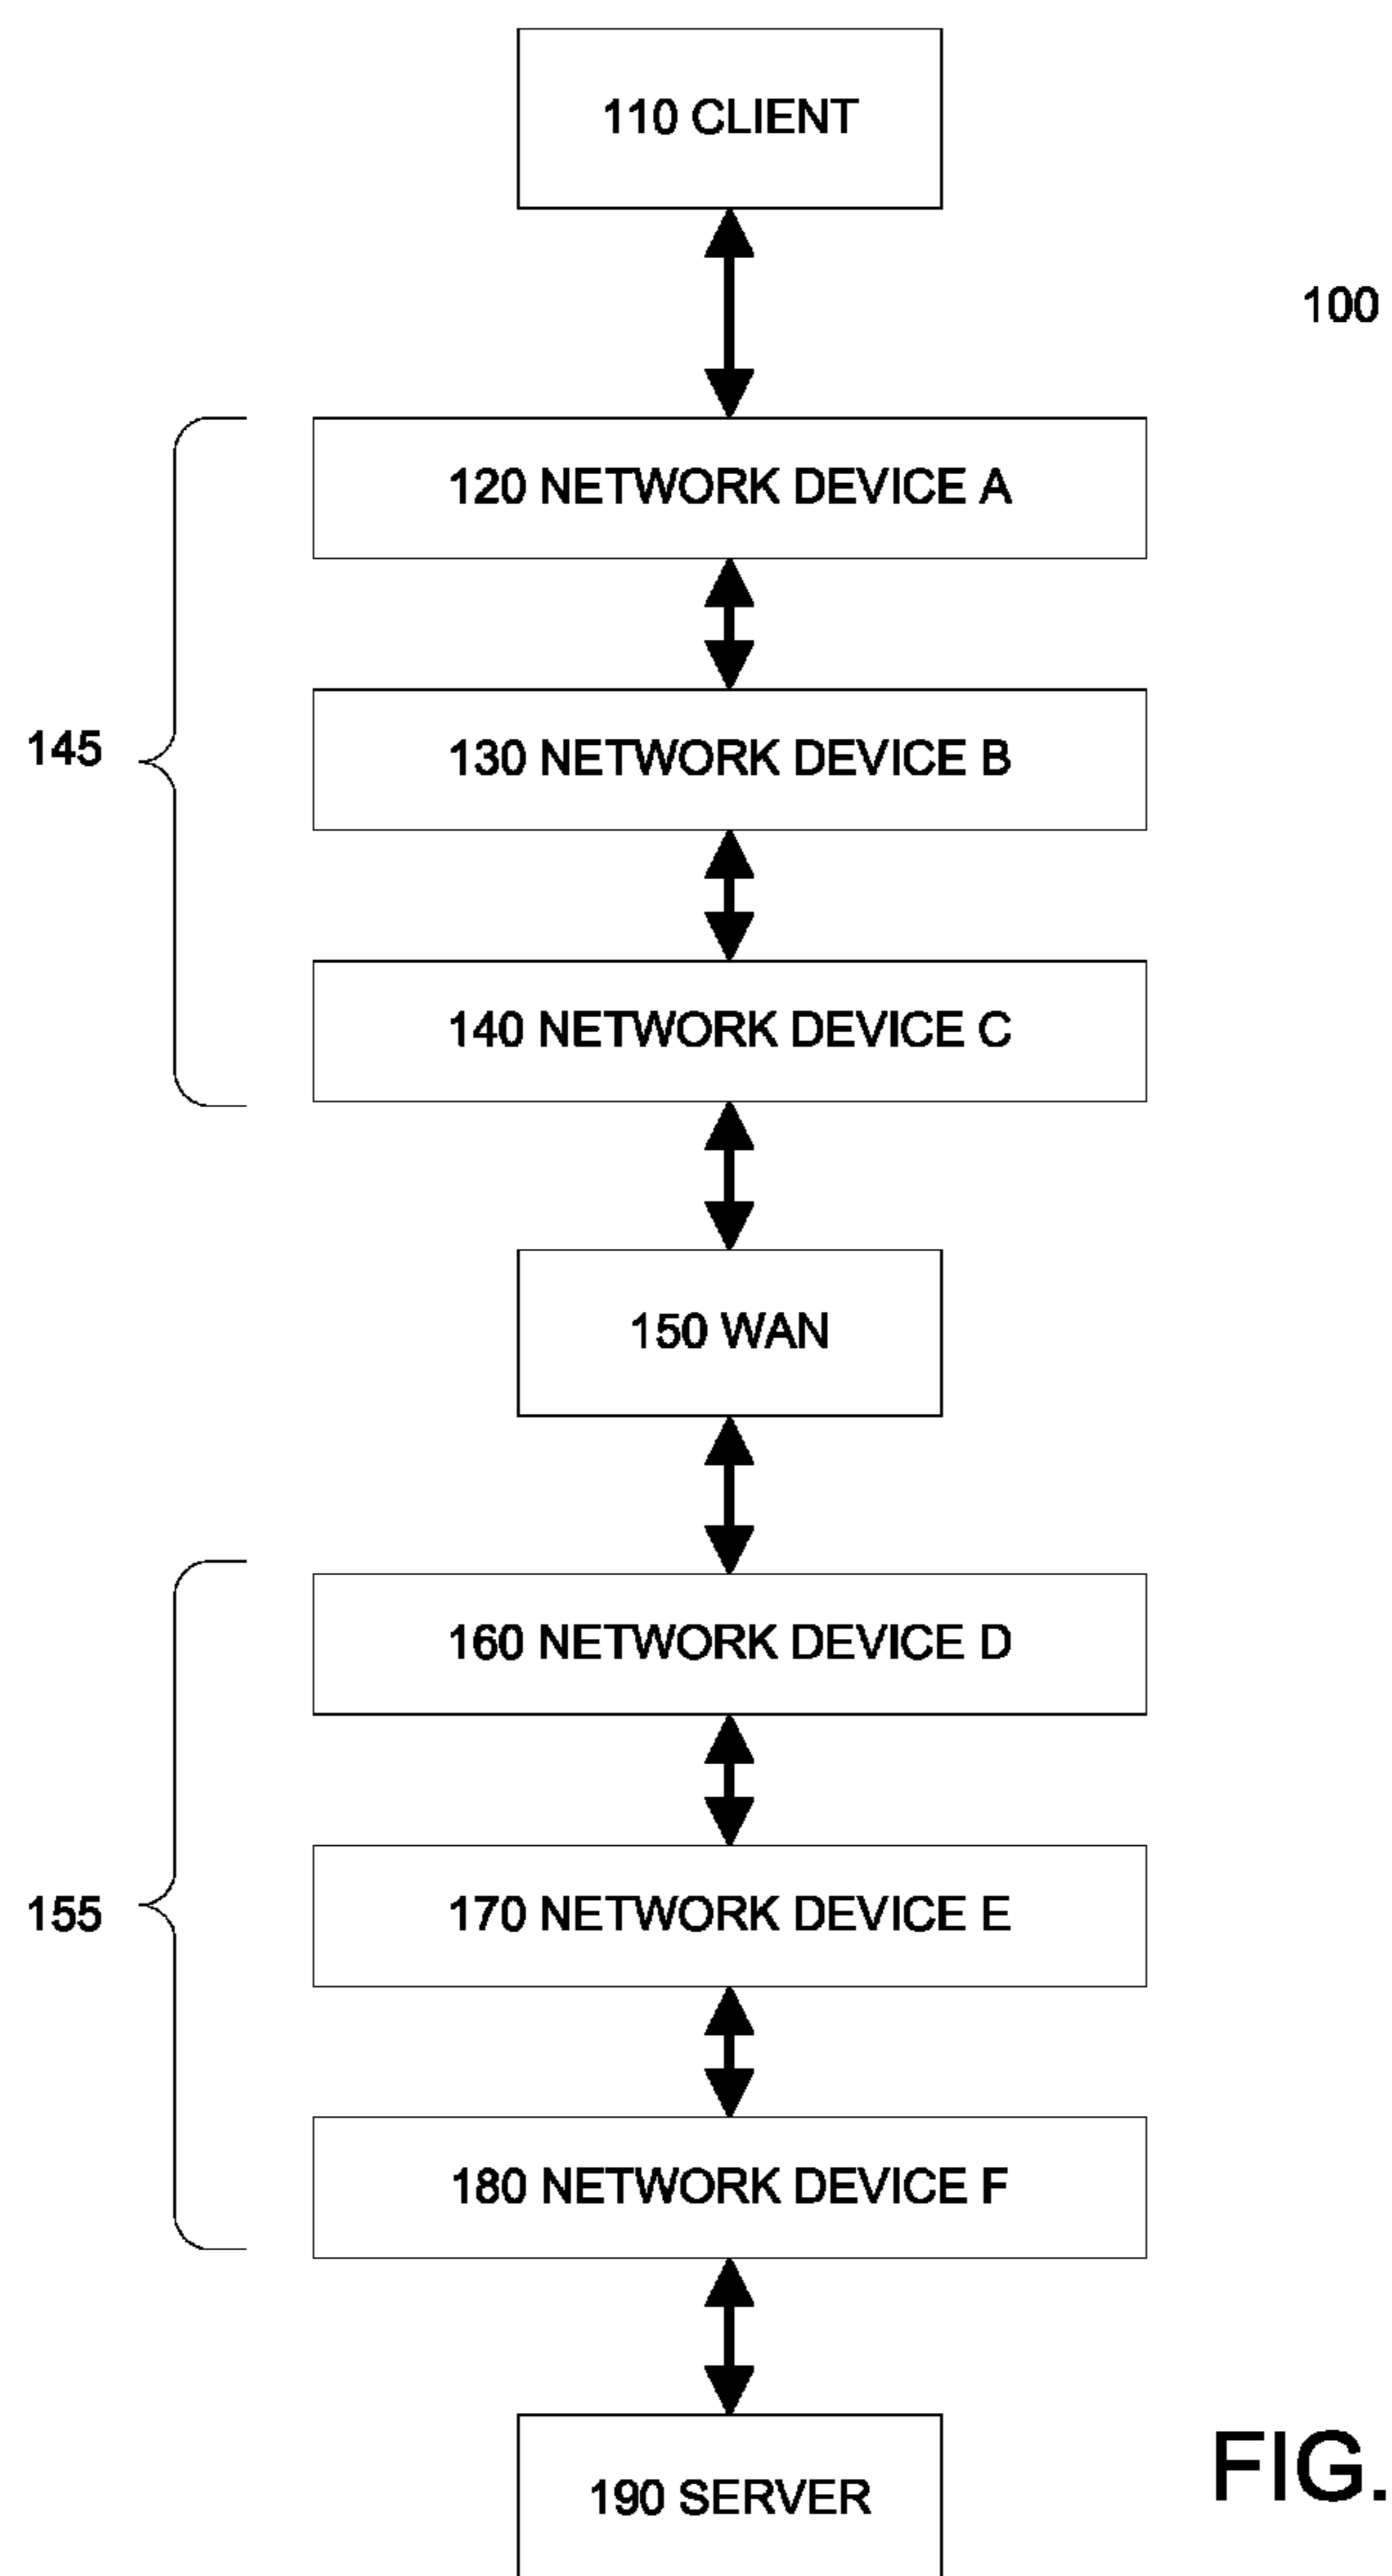 110 CLIENT
100
120 NETWORK DEVICE A
145
130 NETWORK DEVICE B
140 NETWORK DEVICE C
150 WAN
160 NETWORK DEVICE D
155
170 NETWORK DEVICE E
180 NETWORK DEVICE F
190 SERVER
FIG.